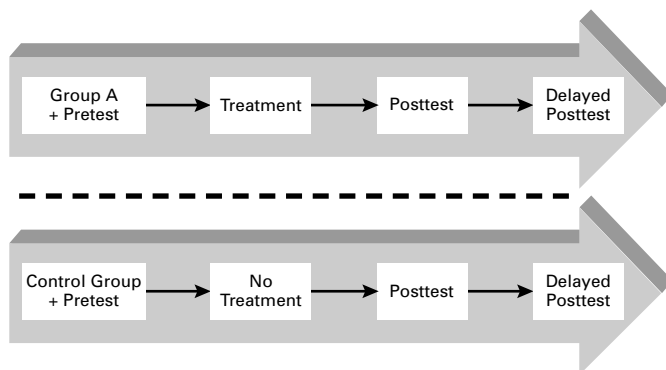 Group A
+ Pretest
Treatment
Posttest
Delayed
Posttest
Control Group
+ Pretest
No
Treatment
Posttest
Delayed
Posttest